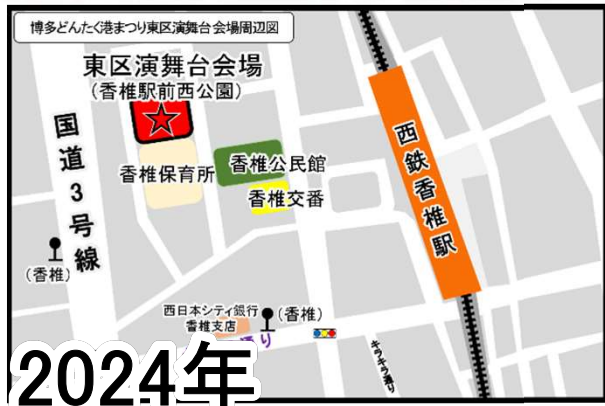 博多どんたく港まつり東区演舞台会場周辺図
東区演舞台会場
(香椎駅前西公園)
国道3号線
香椎保育所
香椎公民館
香椎交番
西鉄香椎駅
(香椎)
西日本シティ銀行
香椎支店
(香椎)
通り
キラキラ通り
2024年